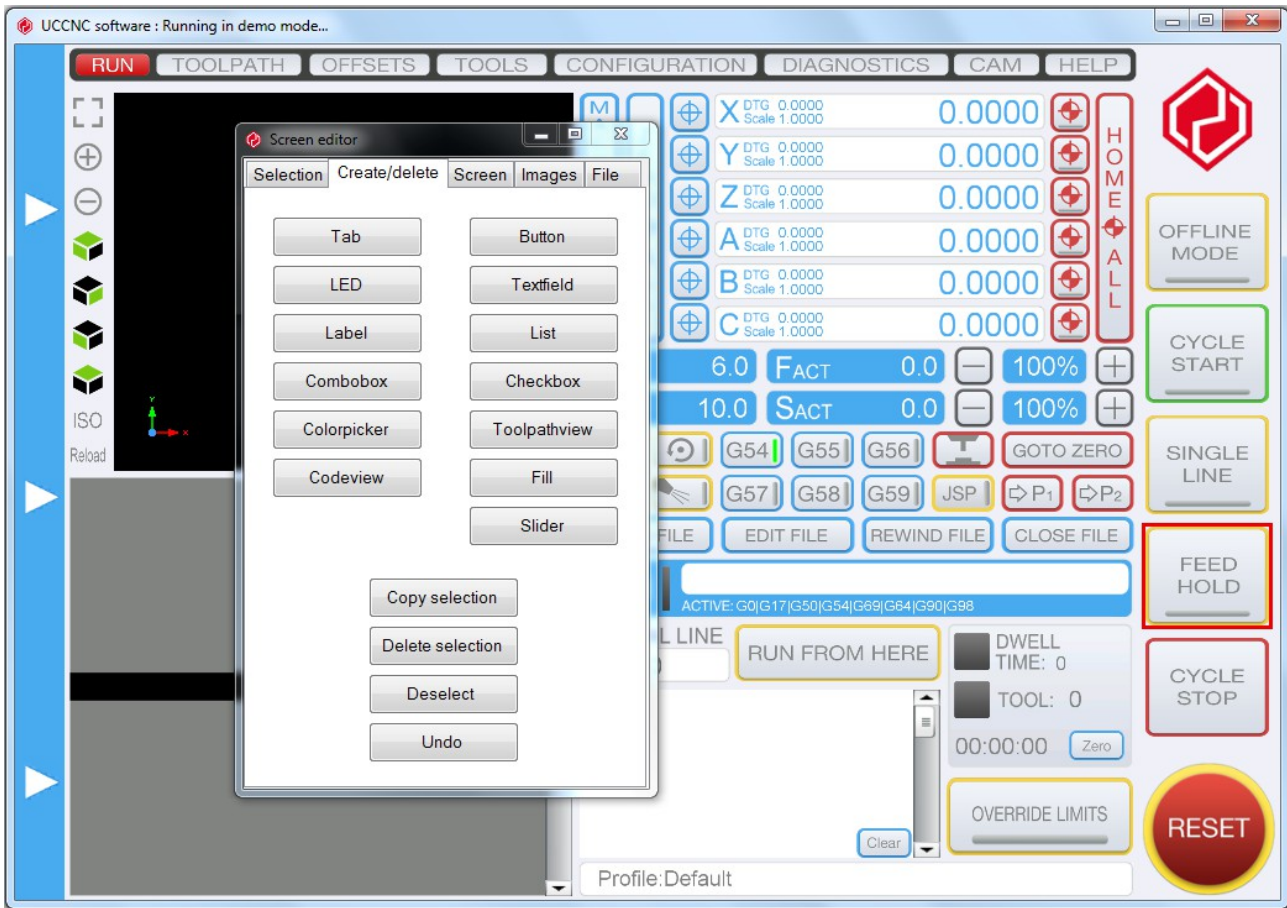 UCCNC software : Running in demo mode...
RUN TOOLPATH OFFSETS TOOLS CONFIGURATION DIAGNOSTICS CAM HELP
Screen editor
Selection Create/delete Screen Images File
Tab Button
LED Textfield
Label List
Combobox Checkbox
Colorpicker Toolpathview
Codeview Fill
Slider
Copy selection
Delete selection
Deselect
Undo
ISO
Reload
Y
X
M
X DTG 0.0000 Scale 1.0000 0.0000
Y DTG 0.0000 Scale 1.0000 0.0000
Z DTG 0.0000 Scale 1.0000 0.0000
A DTG 0.0000 Scale 1.0000 0.0000
B DTG 0.0000 Scale 1.0000 0.0000
C DTG 0.0000 Scale 1.0000 0.0000
HOME ALL
6.0 FACT 0.0 100%
10.0 SACT 0.0 100%
G54 G55 G56 GOTO ZERO
G57 G58 G59 JSP P1 P2
FILE EDIT FILE REWIND FILE CLOSE FILE
ACTIVE: G0|G17|G50|G54|G69|G64|G90|G98
L LINE
RUN FROM HERE
DWELL
TIME: 0
TOOL: 0
00:00:00 Zero
OVERRIDE LIMITS
Clear
Profile:Default
OFFLINE
MODE
CYCLE
START
SINGLE
LINE
FEED
HOLD
CYCLE
STOP
RESET